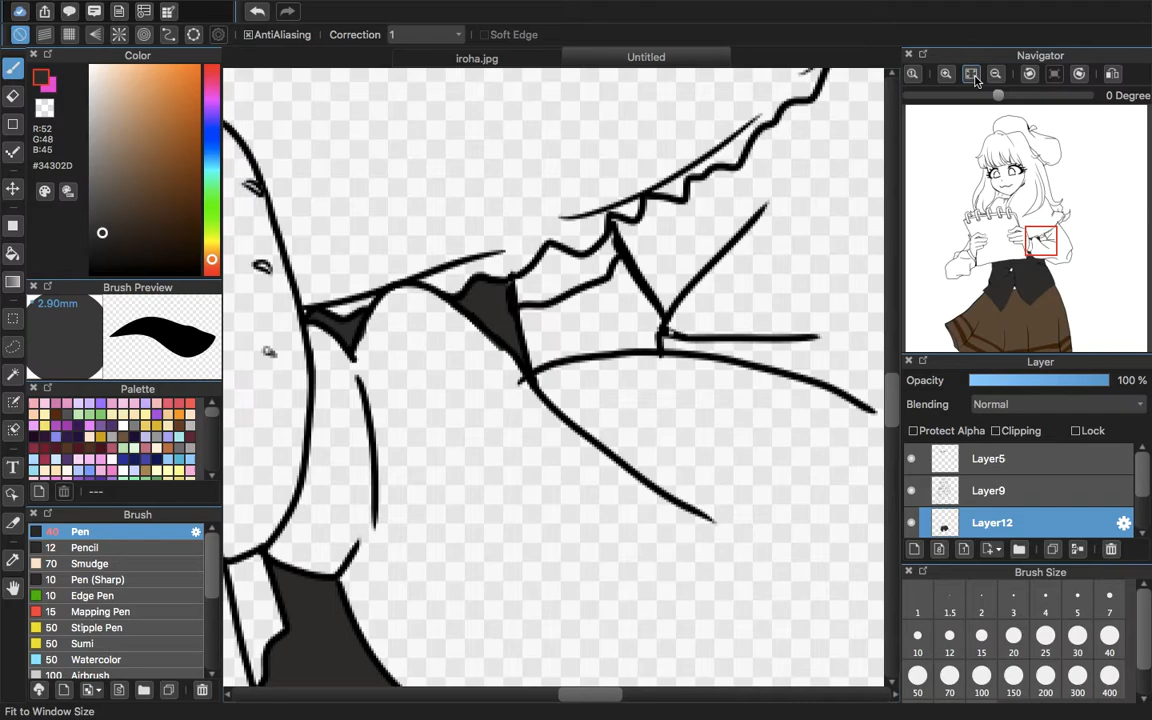 AntiAliasing
Correction
1
Soft Edge
Color
iroha.jpg
Untitled
Navigator
0 Degree
R:52
G:48
B:45
#34302D
Brush Preview
2.90mm
Palette
---
Brush
40 Pen
12 Pencil
70 Smudge
10 Pen (Sharp)
10 Edge Pen
15 Mapping Pen
50 Stipple Pen
50 Sumi
50 Watercolor
100 Airbrush
Layer
Opacity
100 %
Blending
Normal
Protect Alpha
Clipping
Lock
Layer5
Layer9
Layer12
Brush Size
1 1.5 2 3 4 5 7
10 12 15 20 25 30 40
50 70 100 150 200 300 400
Fit to Window Size